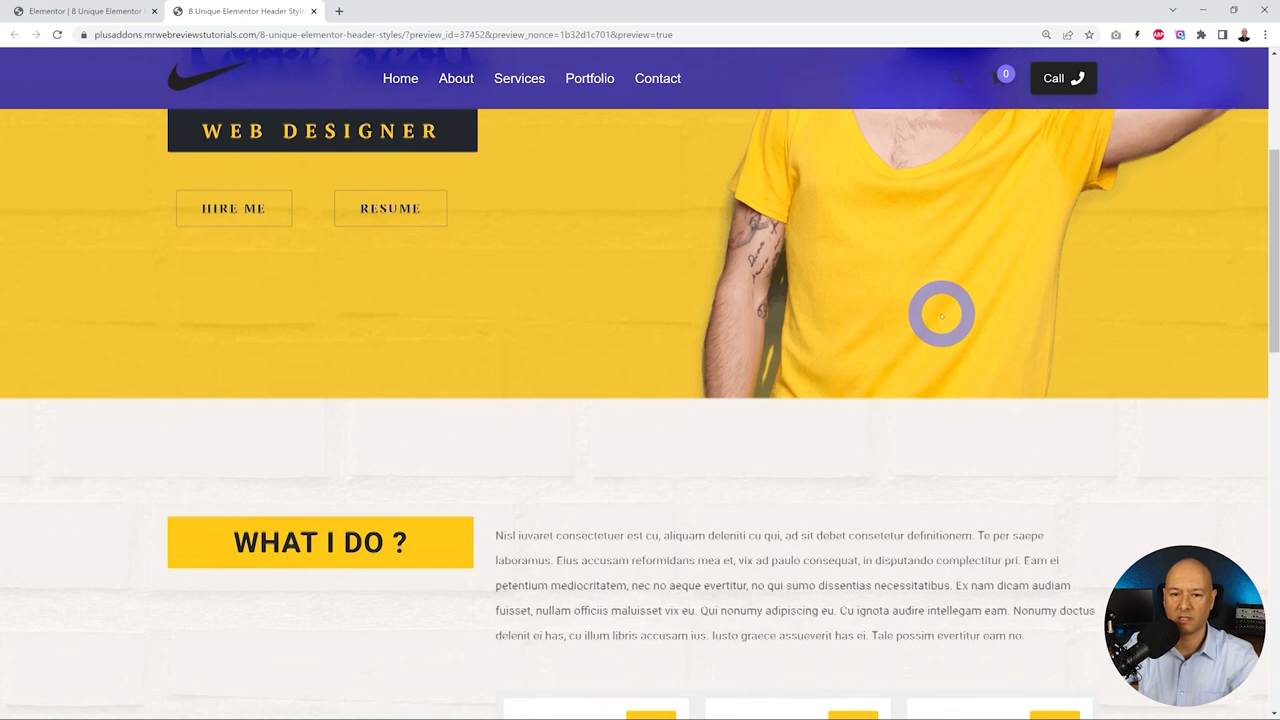 Elementor | 8 Unique Elementor
8 Unique Elementor Header Style
plusaddons.mrwebreviewstutorials.com/8-unique-elementor-header-styles/?preview_id=37452&preview_nonce=1b32d1c701&preview=true
Home About Services Portfolio Contact
0
Call
WEB DESIGNER
HIRE ME RESUME
WHAT I DO ?
Nisl iuvaret consectetuer est cu, aliquam deleniti cu qui, ad sit debet consetetur definitionem. Te per saepe
laboramus. Eius accusam reformidans mea et, vix ad paulo consequat, in disputando complectitur pri. Eam ei
petentium mediocritatem, nec no aeque evertitur, no qui sumo dissentias necessitatibus. Ex nam dicam audiam
fuisset, nullam officiis maluisset vix eu. Qui nonumy adipiscing eu. Cu ignota audire intellegam eam. Nonumy doctus
delenit ei has, cu illum libris accusam ius. Iusto graece assueverit has ei. Tale possim evertitur eam no.